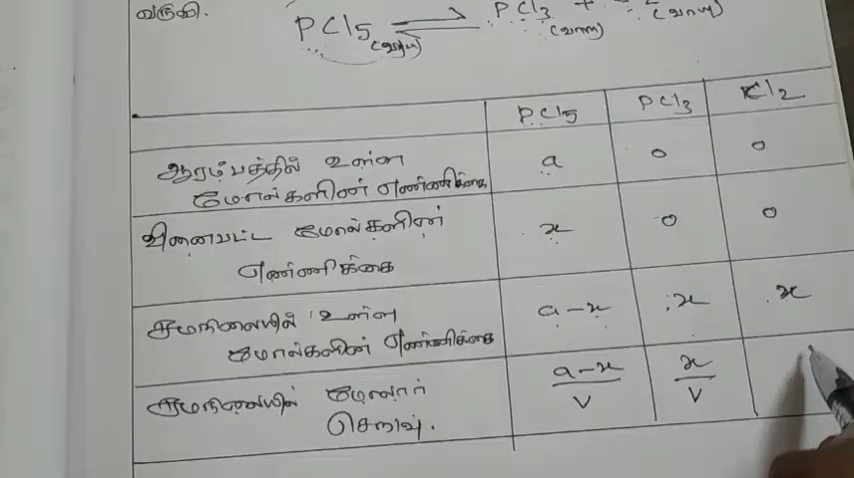 வருவி.
PCl5 ⇌ PCl3 +
(வாயு) (வாயு) (வாயு)
PCl5 PCl3 Cl2
ஆரம்பத்தில் உள்ள a 0 0
மோல்களின் எண்ணிக்கை
வினைபட்ட மோல்களின் x 0 0
எண்ணிக்கை
சமநிலையில் உள்ள a-x x x
மோல்களின் எண்ணிக்கை
சமநிலையில் மோலார் a-x/V x/V
செறிவு.